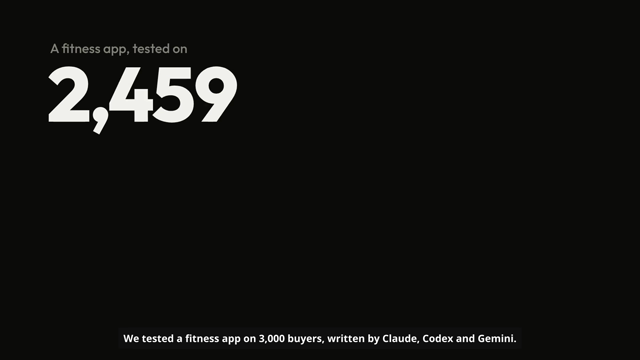 A fitness app, tested on
2,459
We tested a fitness app on 3,000 buyers, written by Claude, Codex and Gemini.